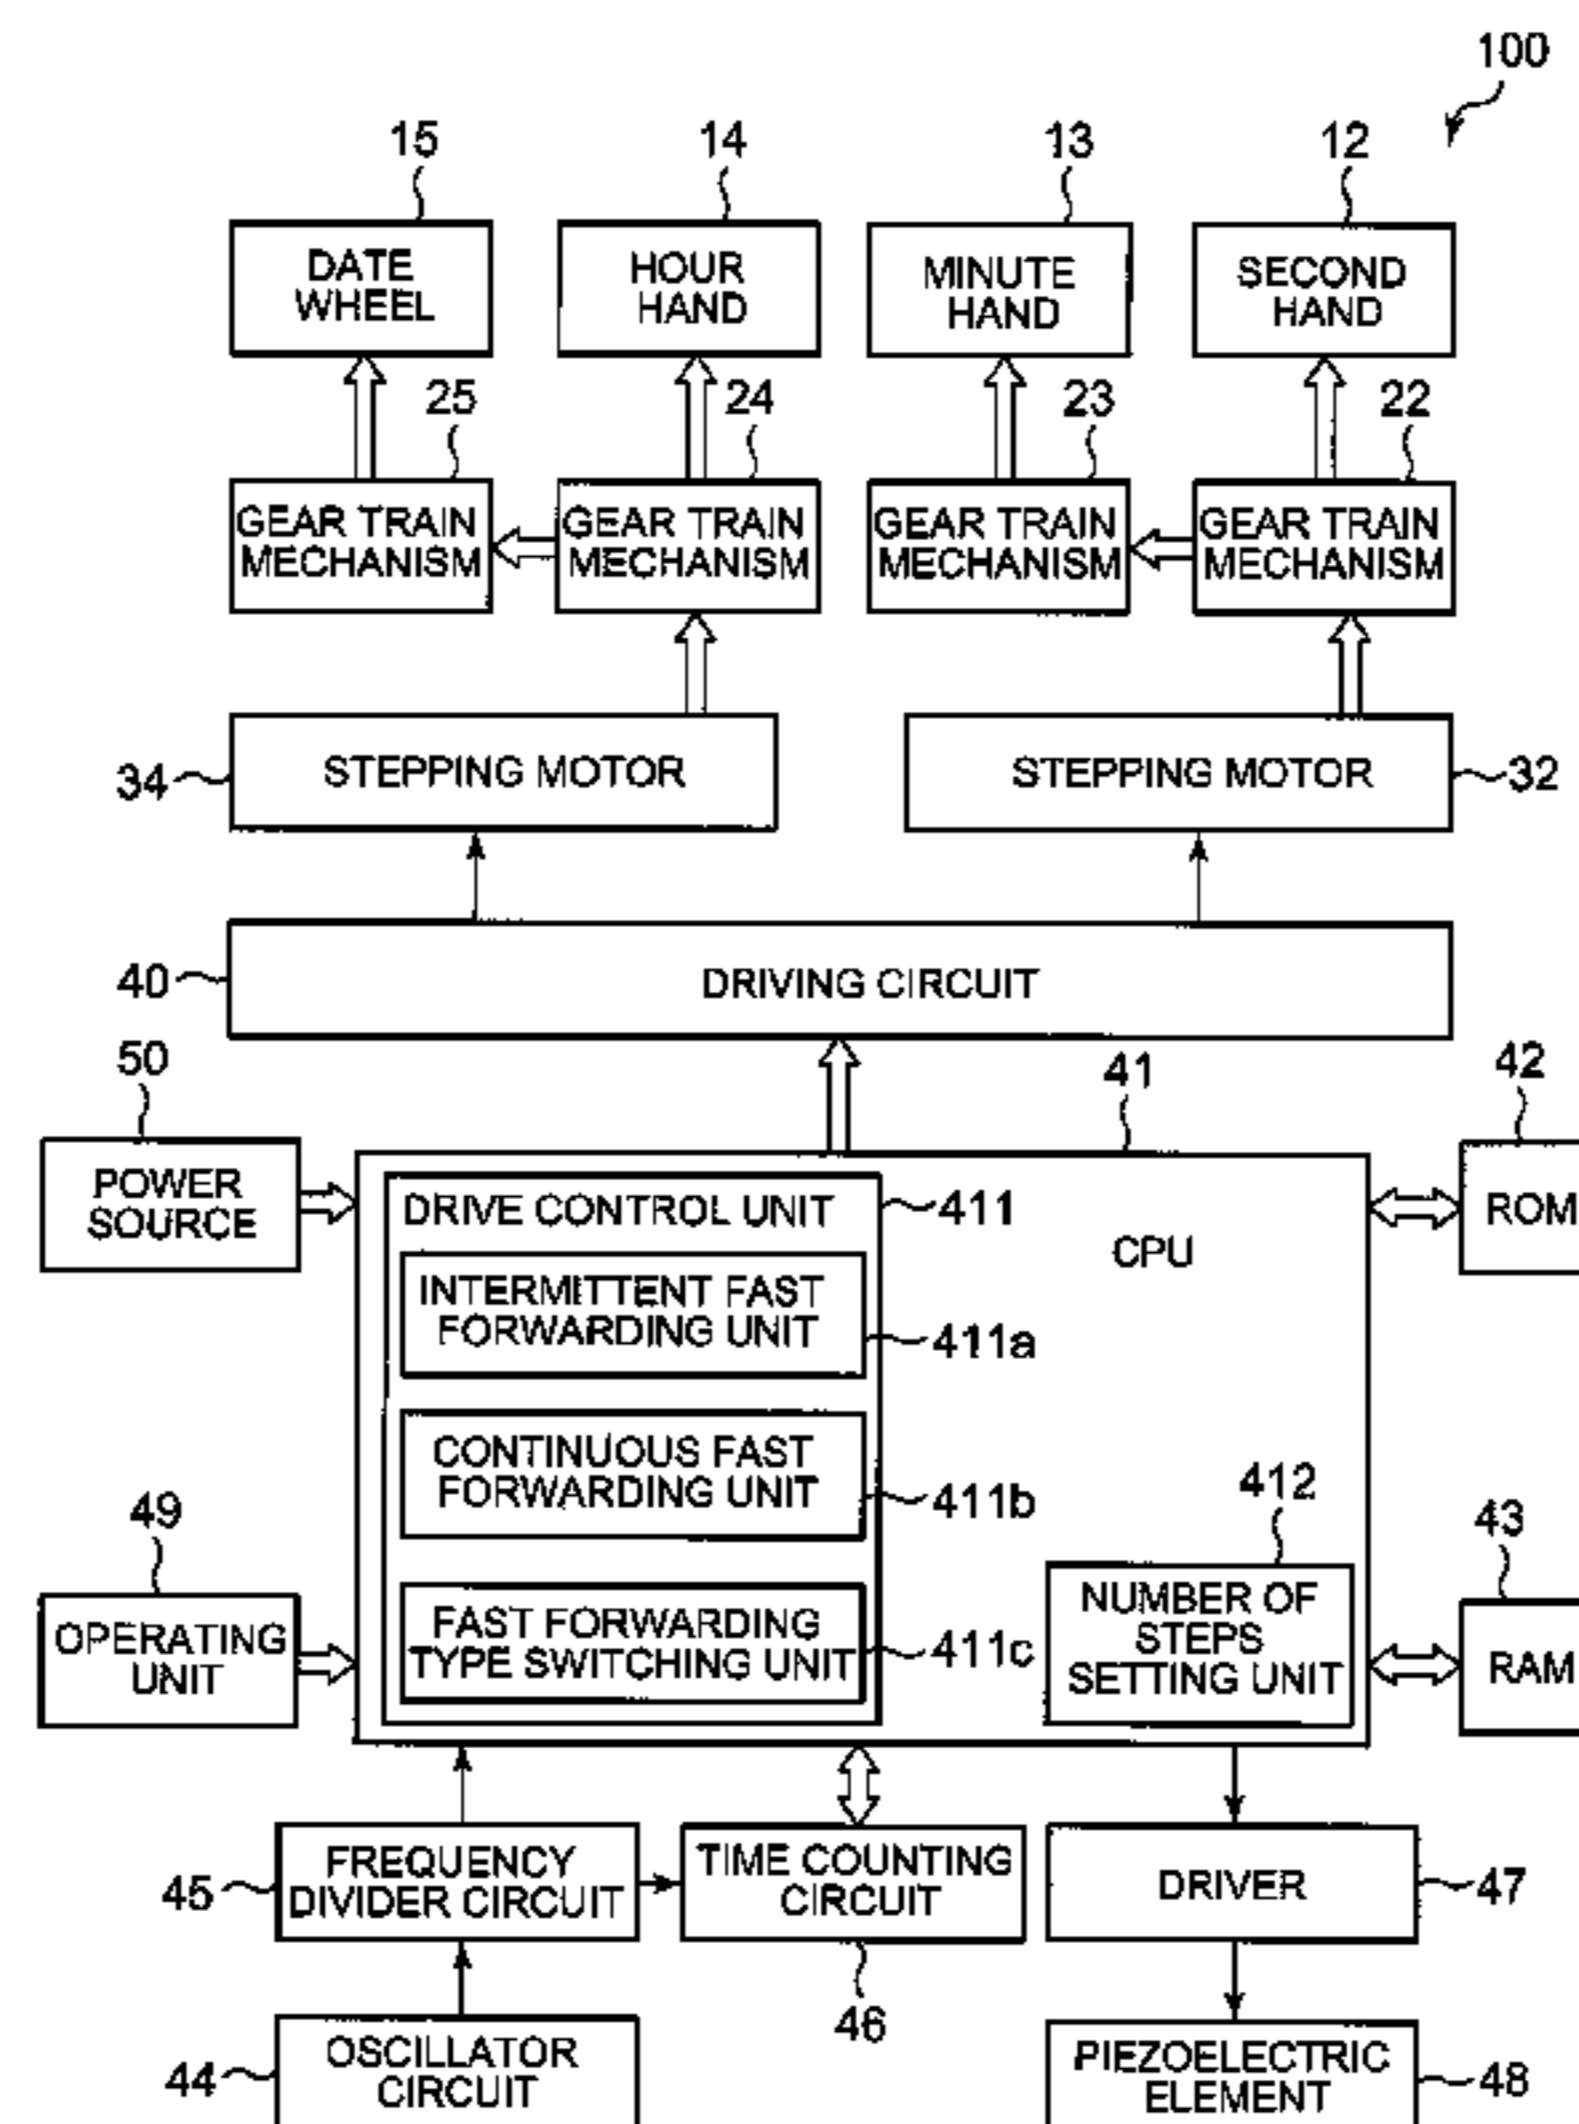 100
15
14
13
12
DATE
WHEEL
HOUR
HAND
MINUTE
HAND
SECOND
HAND
25
24
23
22
GEAR TRAIN
MECHANISM
GEAR TRAIN
MECHANISM
GEAR TRAIN
MECHANISM
GEAR TRAIN
MECHANISM
34
STEPPING MOTOR
STEPPING MOTOR
32
40
DRIVING CIRCUIT
50
41
42
POWER
SOURCE
DRIVE CONTROL UNIT
411
CPU
ROM
INTERMITTENT FAST
FORWARDING UNIT
411a
CONTINUOUS FAST
FORWARDING UNIT
411b
412
49
43
OPERATING
UNIT
FAST FORWARDING
TYPE SWITCHING UNIT
411c
NUMBER OF
STEPS
SETTING UNIT
RAM
45
FREQUENCY
DIVIDER CIRCUIT
TIME COUNTING
CIRCUIT
DRIVER
47
46
44
OSCILLATOR
CIRCUIT
PIEZOELECTRIC
ELEMENT
48